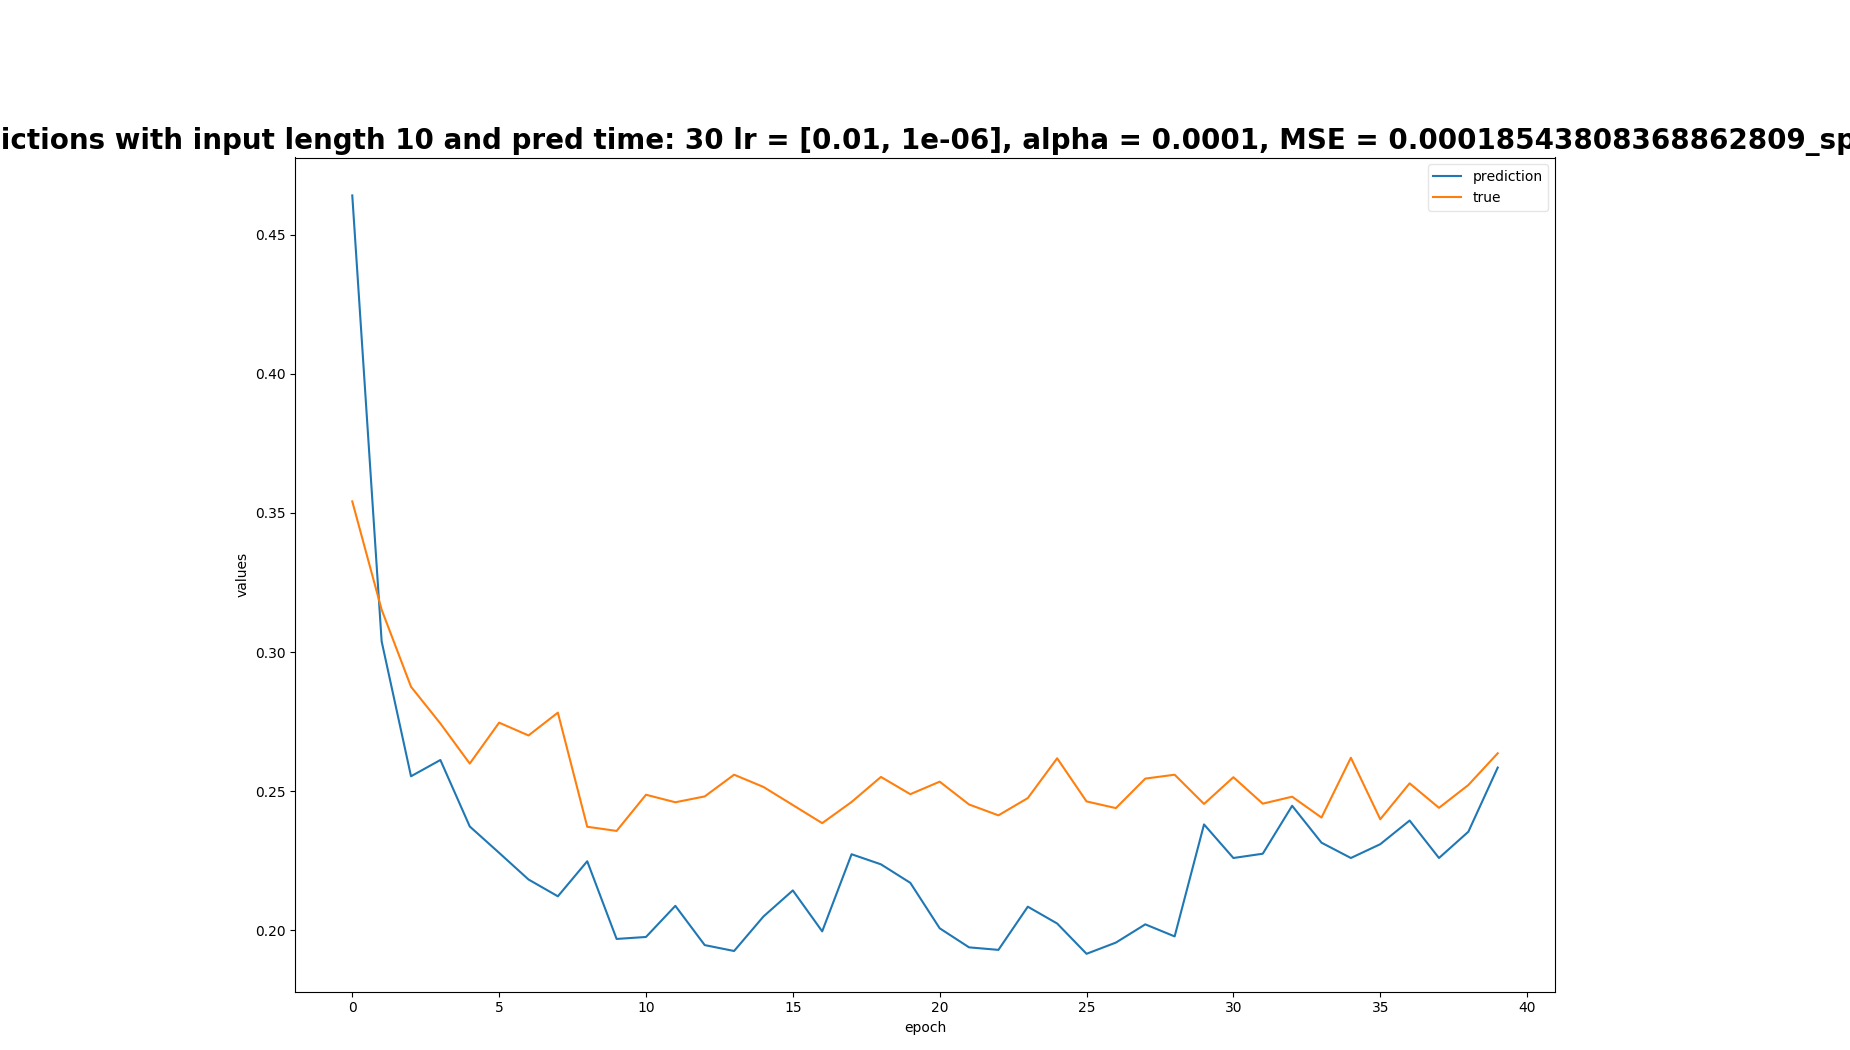 ictions with input length 10 and pred time: 30 lr = [0.01, 1e-06], alpha = 0.0001, MSE = 0.00018543808368862809_sp
prediction
true
0.45
0.40
0.35
0.30
0.25
0.20
values
0 5 10 15 20 25 30 35 40
epoch